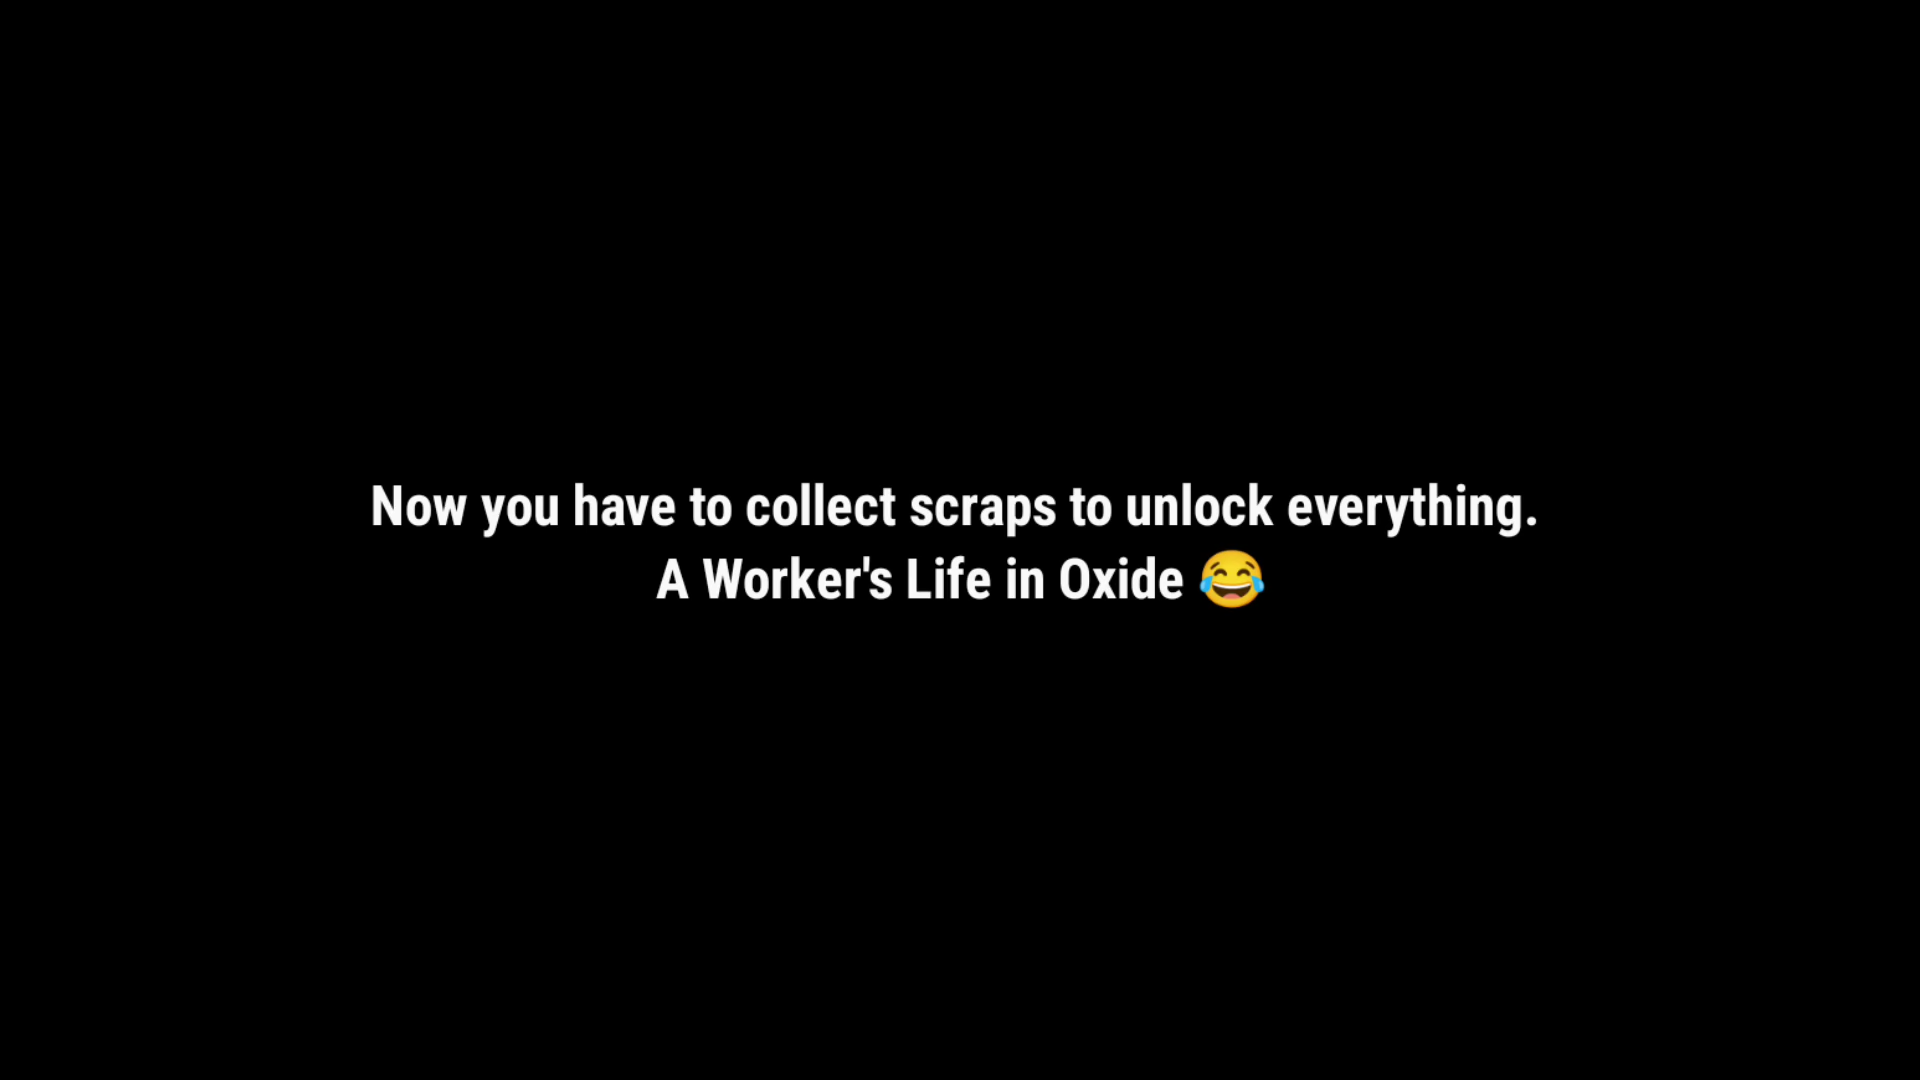 Now you have to collect scraps to unlock everything.
A Worker's Life in Oxide 😂